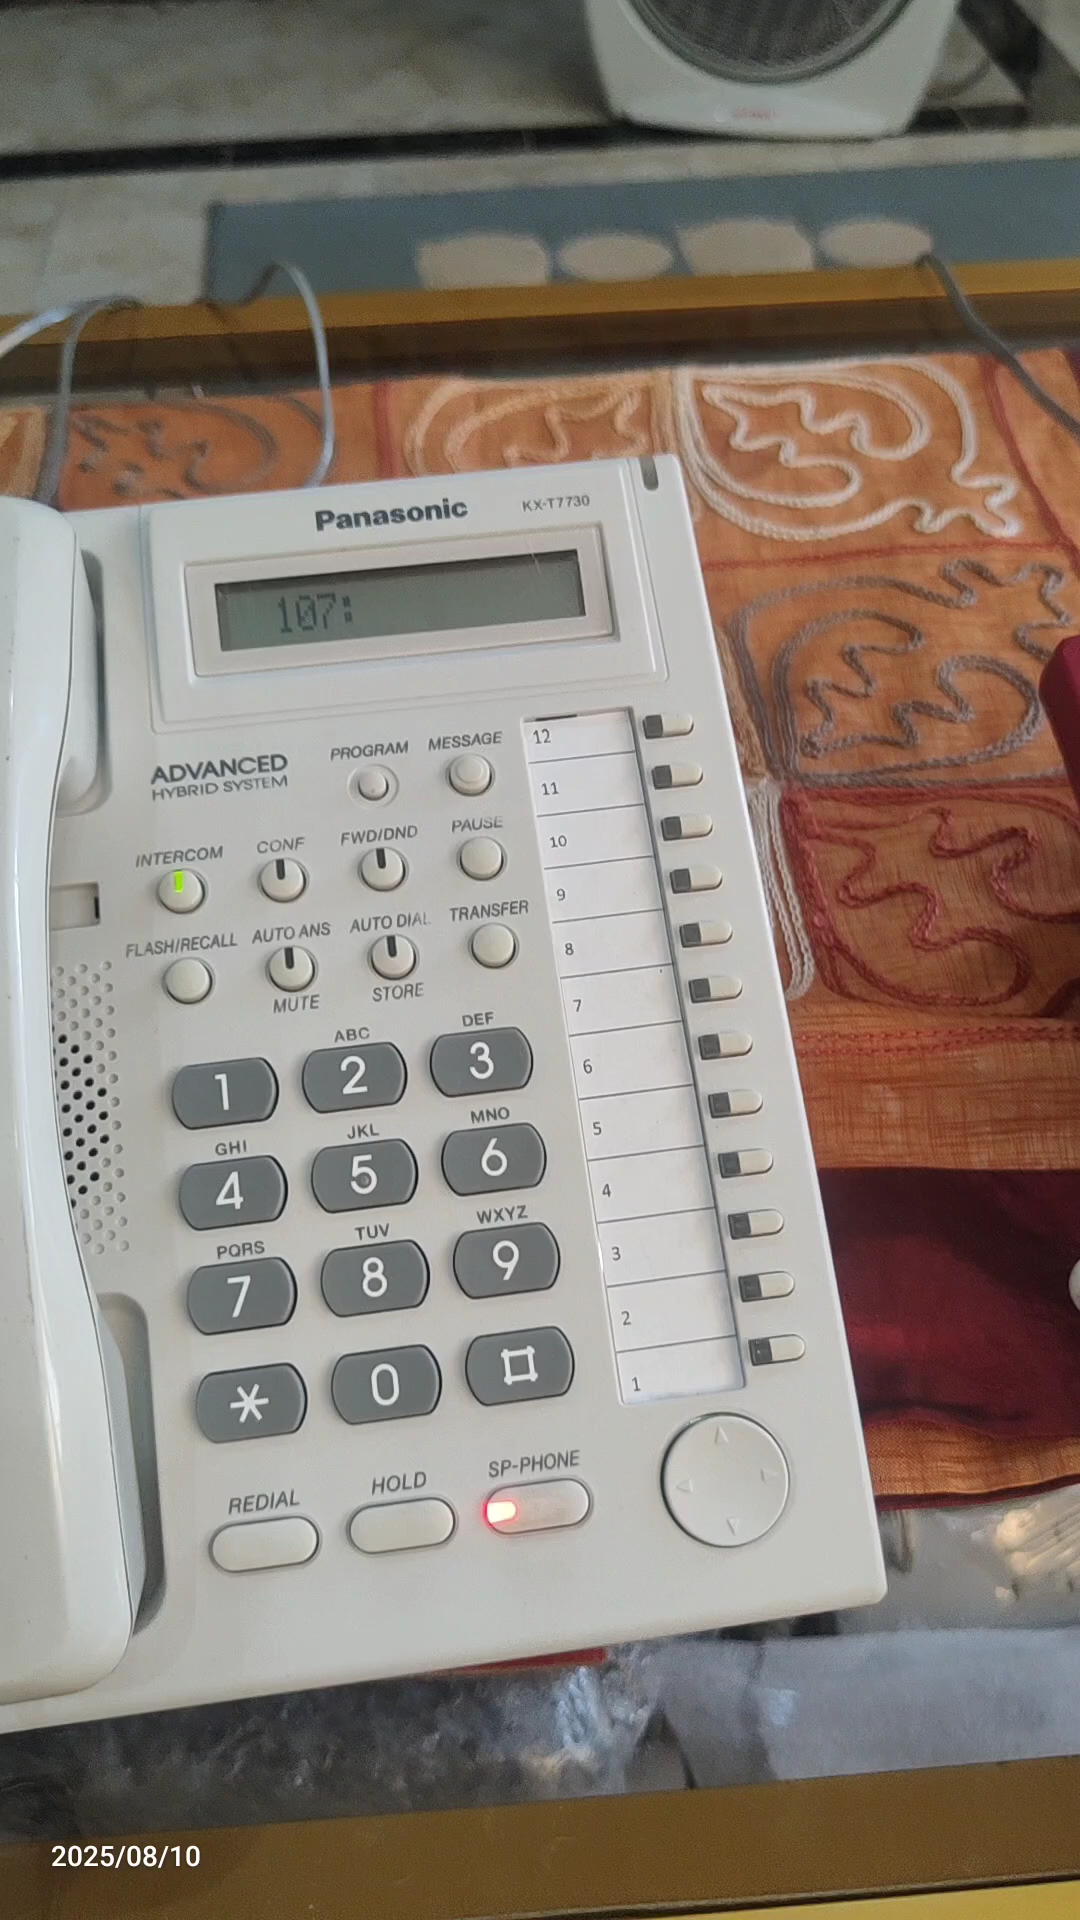 Panasonic
KX-T7730
107:
ADVANCED
HYBRID SYSTEM
PROGRAM
MESSAGE
INTERCOM
CONF
FWD/DND
PAUSE
FLASH/RECALL
AUTO ANS
AUTO DIAL
TRANSFER
MUTE
STORE
12
11
10
9
8
7
6
5
4
3
2
1
1
ABC
2
DEF
3
GHI
4
JKL
5
MNO
6
PQRS
7
TUV
8
WXYZ
9
0
REDIAL
HOLD
SP-PHONE
2025/08/10